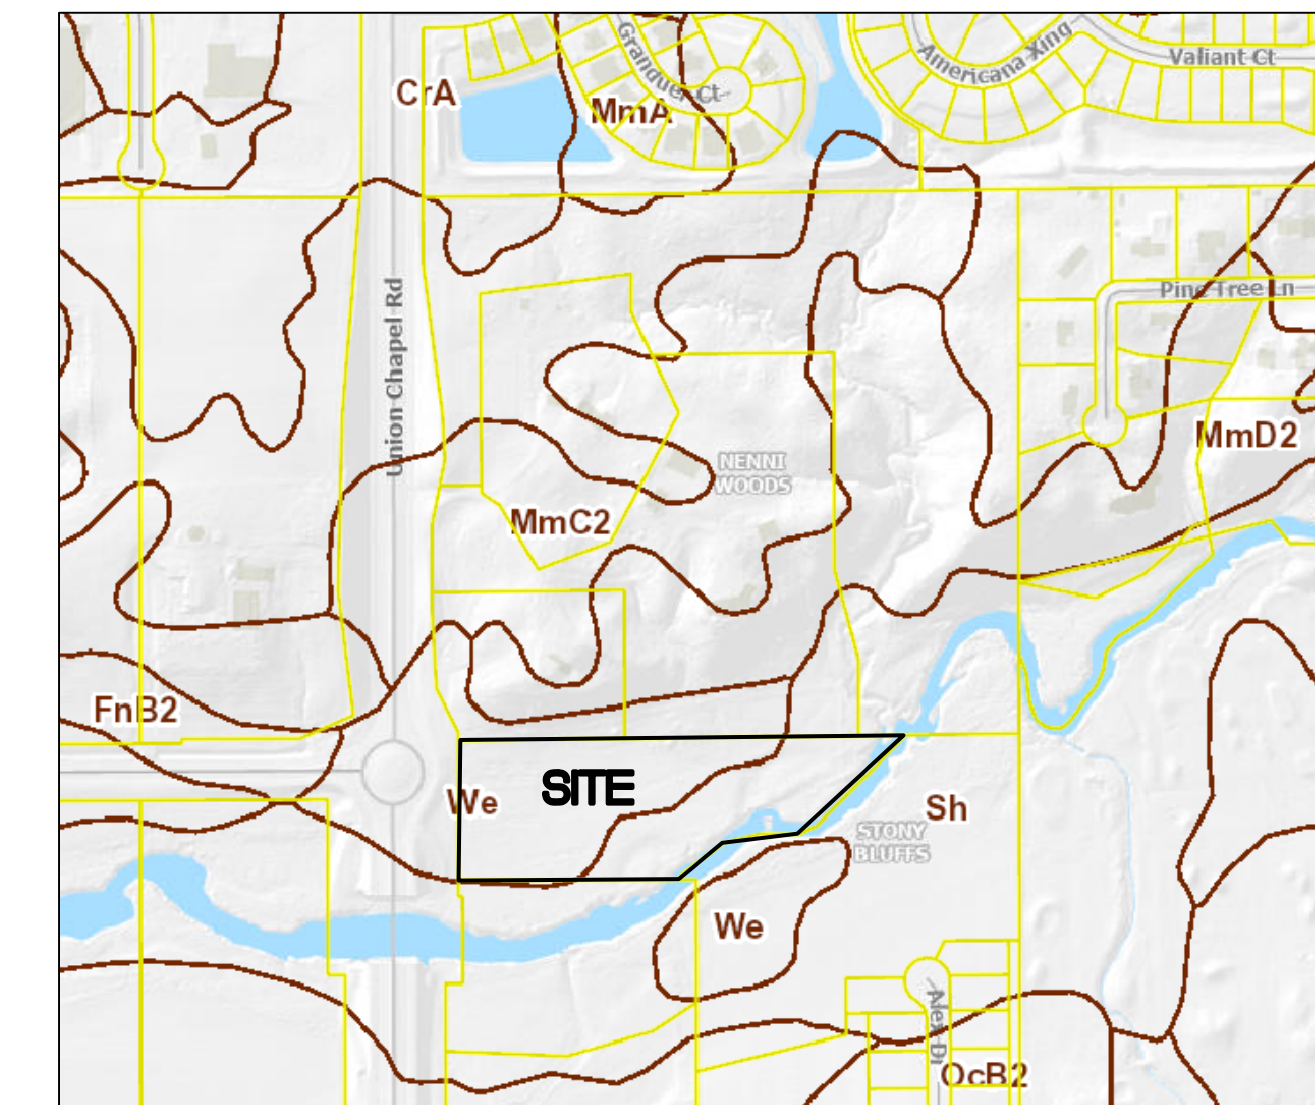 Granduer Ct
Americana Xing
Valiant Ct
CrA
MmA
Union Chapel Rd
Pine Tree Ln
MmD2
NENNI
WOODS
MmC2
FnB2
We
SITE
Sh
STONY
BLUFFS
We
Alex Dr
OcB2